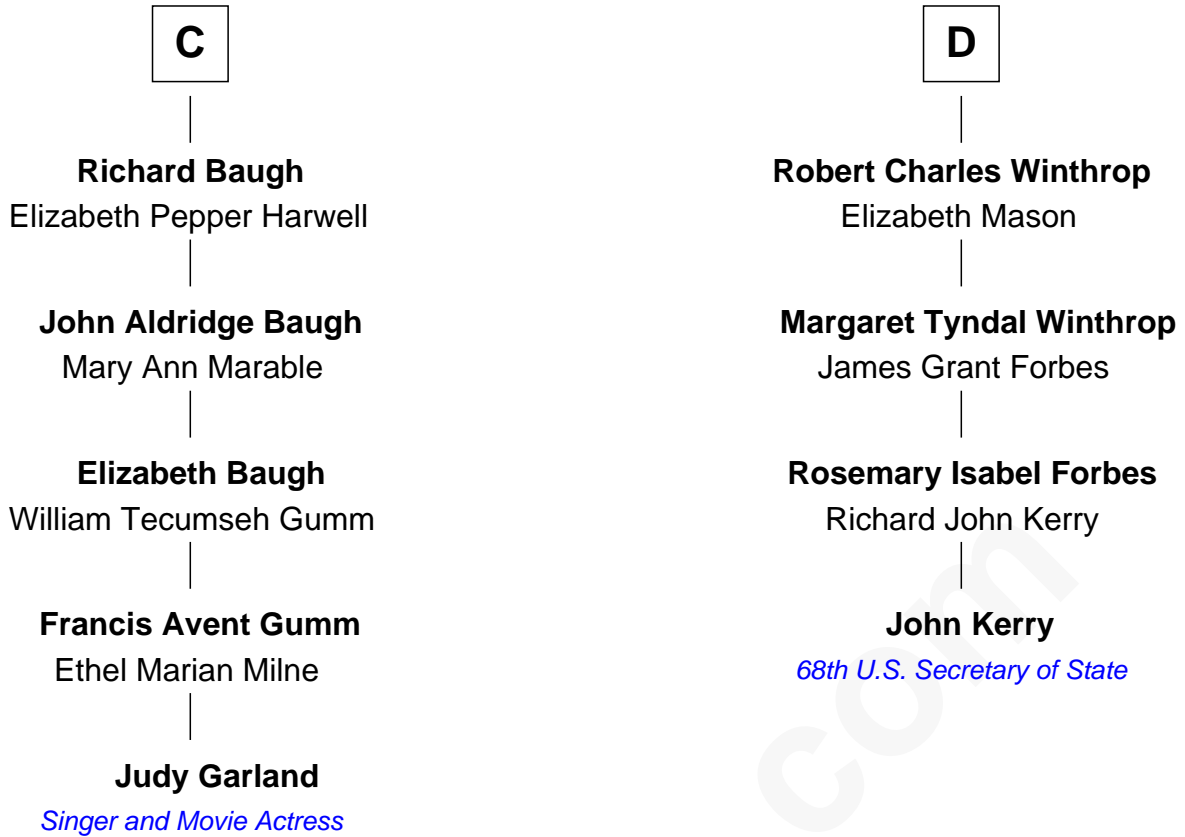 C
Richard Baugh
Elizabeth Pepper Harwell
John Aldridge Baugh
Mary Ann Marable
Elizabeth Baugh
William Tecumseh Gumm
Francis Avent Gumm
Ethel Marian Milne
Judy Garland
Singer and Movie Actress
D
Robert Charles Winthrop
Elizabeth Mason
Margaret Tyndal Winthrop
James Grant Forbes
Rosemary Isabel Forbes
Richard John Kerry
John Kerry
68th U.S. Secretary of State
com